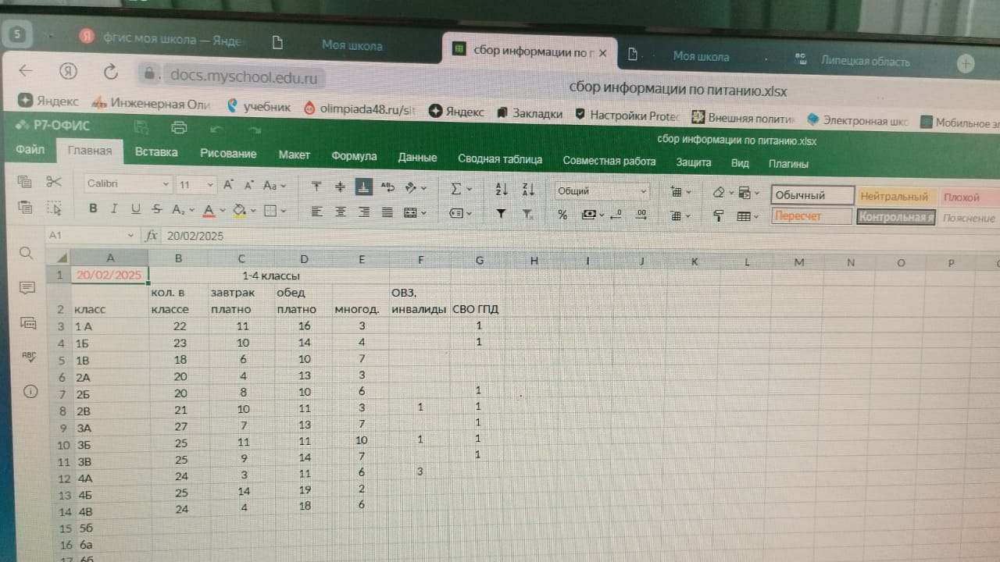 5 фгис моя школа — Янде Моя школа сбор информации по п Моя школа Липецкая область
docs.myschool.edu.ru сбор информации по питанию.xlsx
Яндекс Инженерная Оли учебник olimpiada48.ru/sit Яндекс Закладки Настройки Protec Внешняя полити Электронная шкс Мобильное эл
Р7-ОФИС сбор информации по питанию.xlsx
Файл Главная Вставка Рисование Макет Формула Данные Сводная таблица Совместная работа Защита Вид Плагины
Calibri 11 Общий Обычный Нейтральный Плохой
Пересчет Контрольная я Пояснение
A1 fx 20/02/2025
A B C D E F G H I J K L M N O P
1 20/02/2025 1-4 классы
2 класс кол. в классе завтрак платно обед платно многод. ОВЗ, инвалиды СВО ГПД
3 1 А 22 11 16 3 1
4 1Б 23 10 14 4 1
5 1В 18 6 10 7
6 2А 20 4 13 3
7 2Б 20 8 10 6 1
8 2В 21 10 11 3 1 1
9 3А 27 7 13 7 1
10 3Б 25 11 11 10 1 1
11 3В 25 9 14 7 1
12 4А 24 3 11 6 3
13 4Б 25 14 19 2
14 4В 24 4 18 6
15 5б
16 6а
17 6б